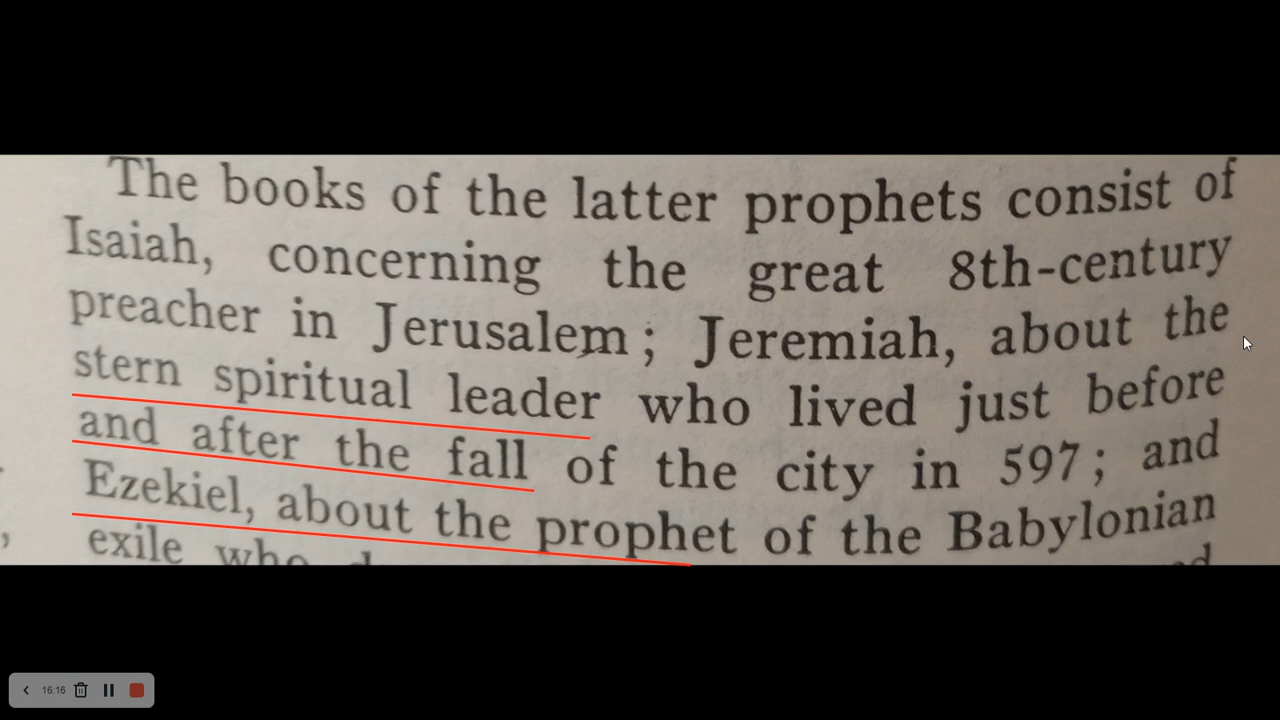 The books of the latter prophets consist of
Isaiah, concerning the great 8th-century
preacher in Jerusalem; Jeremiah, about the
stern spiritual leader who lived just before
and after the fall of the city in 597; and
Ezekiel, about the prophet of the Babylonian
exile who
16:16